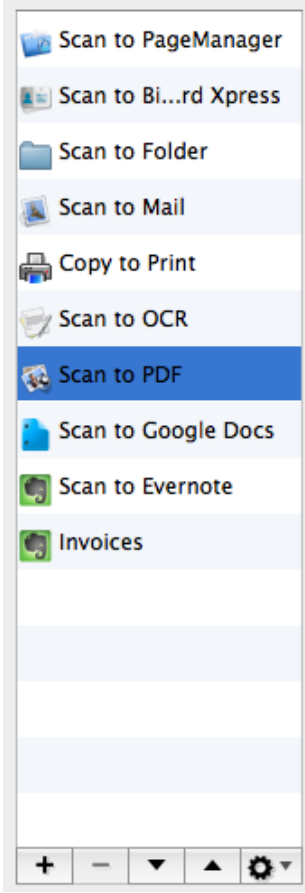 Scan to PageManager
Scan to Bi...rd Xpress
Scan to Folder
Scan to Mail
Copy to Print
Scan to OCR
Scan to PDF
Scan to Google Docs
Scan to Evernote
Invoices